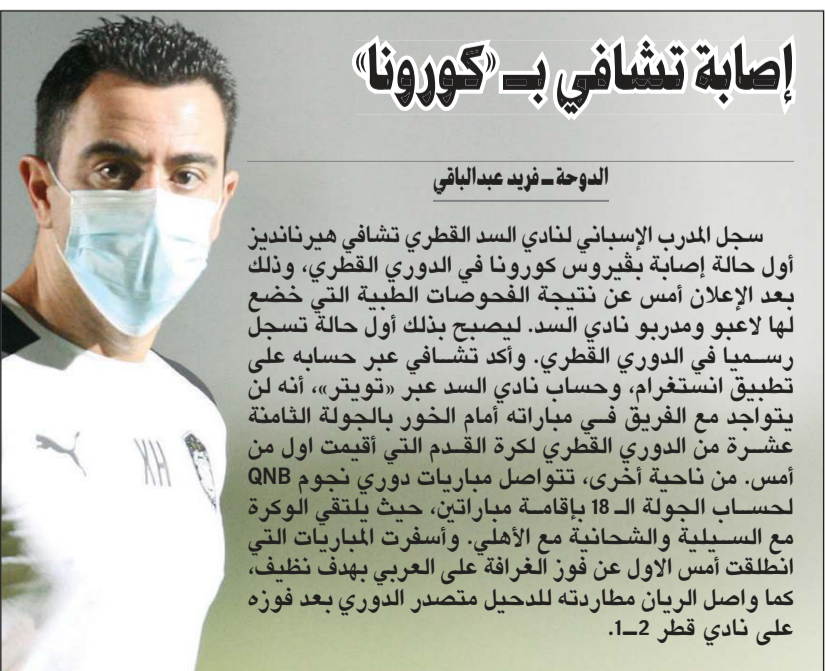 إصابة تشافي بـ «كورونا»
الدوحة ـ فريد عبدالباقي
سجل المدرب الإسباني لنادي السد القطري تشافي هيرنانديز
أول حالة إصابة بڤيروس كورونا في الدوري القطري، وذلك
بعد الإعلان أمس عن نتيجة الفحوصات الطبية التي خضع
لها لاعبو ومدربو نادي السد. ليصبح بذلك أول حالة تسجل
رسميا في الدوري القطري. وأكد تشافي عبر حسابه على
تطبيق انستغرام، وحساب نادي السد عبر «تويتر»، أنه لن
يتواجد مع الفريق في مباراته أمام الخور بالجولة الثامنة
عشرة من الدوري القطري لكرة القدم التي أقيمت اول من
أمس. من ناحية أخرى، تتواصل مباريات دوري نجوم QNB
لحساب الجولة الـ 18 بإقامة مباراتين، حيث يلتقي الوكرة
مع السيلية والشحانية مع الأهلي. وأسفرت المباريات التي
انطلقت أمس الاول عن فوز الغرافة على العربي بهدف نظيف،
كما واصل الريان مطاردته للدحيل متصدر الدوري بعد فوزه
على نادي قطر 2ـ1.
XH